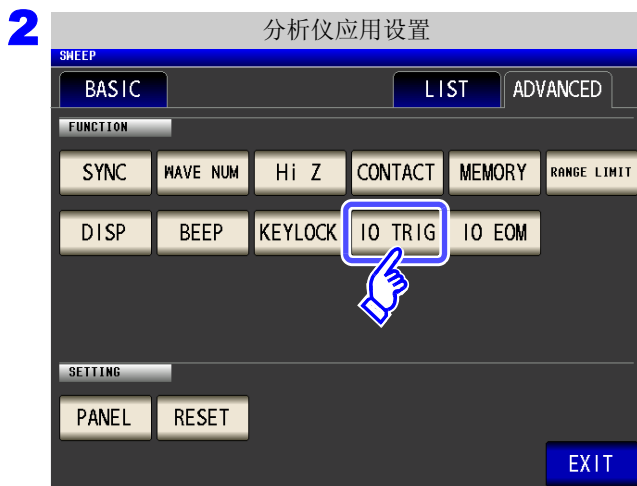 2
分析仪应用设置
SWEEP
BASIC LIST ADVANCED
FUNCTION
SYNC WAVE NUM Hi Z CONTACT MEMORY RANGE LIMIT
DISP BEEP KEYLOCK IO TRIG IO EOM
SETTING
PANEL RESET
EXIT